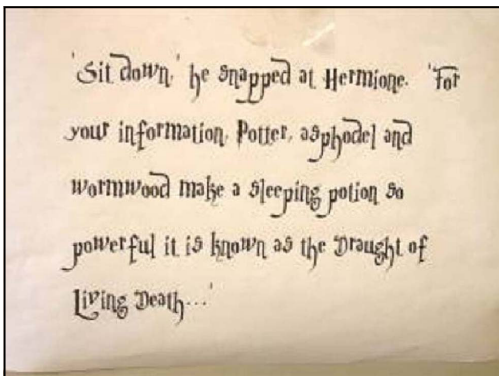 'Sit down,' he snapped at Hermione. 'For
your information, Potter, asphodel and
wormwood make a sleeping potion so
powerful it is known as the Draught of
Living Death...'